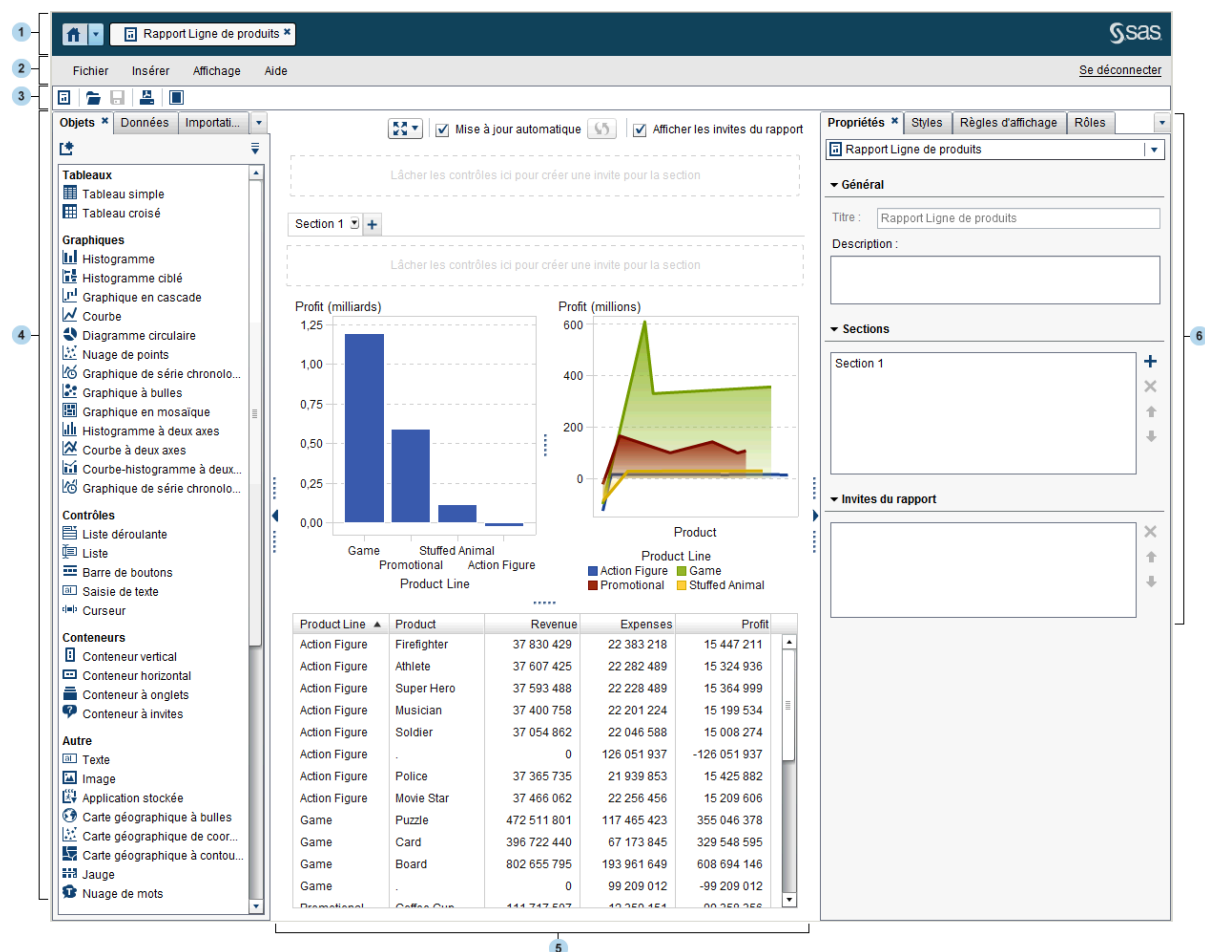 1
Rapport Ligne de produits
sas
2
Fichier Insérer Affichage Aide
Se déconnecter
3
4
Objets Données Importati...
Tableaux
Tableau simple
Tableau croisé
Graphiques
Histogramme
Histogramme ciblé
Graphique en cascade
Courbe
Diagramme circulaire
Nuage de points
Graphique de série chronolo...
Graphique à bulles
Graphique en mosaïque
Histogramme à deux axes
Courbe à deux axes
Courbe-histogramme à deux...
Graphique de série chronolo...
Contrôles
Liste déroulante
Liste
Barre de boutons
Saisie de texte
Curseur
Conteneurs
Conteneur vertical
Conteneur horizontal
Conteneur à onglets
Conteneur à invites
Autre
Texte
Image
Application stockée
Carte géographique à bulles
Carte géographique de coor...
Carte géographique à contou...
Jauge
Nuage de mots
Mise à jour automatique
Afficher les invites du rapport
Lâcher les contrôles ici pour créer une invite pour la section
Section 1
Lâcher les contrôles ici pour créer une invite pour la section
Profit (milliards)
1,25
1,00
0,75
0,50
0,25
0,00
Game Stuffed Animal
Promotional Action Figure
Product Line
Profit (millions)
600
400
200
0
Product
Product Line
Action Figure Game
Promotional Stuffed Animal
Product Line Product Revenue Expenses Profit
Action Figure Firefighter 37 830 429 22 383 218 15 447 211
Action Figure Athlete 37 607 425 22 282 489 15 324 936
Action Figure Super Hero 37 593 488 22 228 489 15 364 999
Action Figure Musician 37 400 758 22 201 224 15 199 534
Action Figure Soldier 37 054 862 22 046 588 15 008 274
Action Figure . 0 126 051 937 -126 051 937
Action Figure Police 37 365 735 21 939 853 15 425 882
Action Figure Movie Star 37 466 062 22 256 456 15 209 606
Game Puzzle 472 511 801 117 465 423 355 046 378
Game Card 396 722 440 67 173 845 329 548 595
Game Board 802 655 795 193 961 649 608 694 146
Game . 0 99 209 012 -99 209 012
Promotional Coffee Cup
5
Propriétés Styles Règles d'affichage Rôles
Rapport Ligne de produits
Général
Titre : Rapport Ligne de produits
Description :
Sections
Section 1
Invites du rapport
6